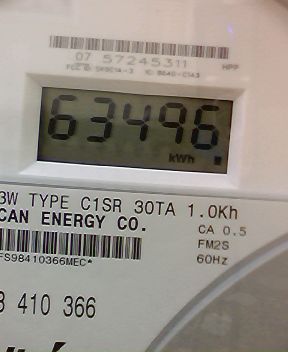 07 57245311 HPP
63496
kWh
3W TYPE C1SR 30TA 1.0Kh
CAN ENERGY CO.
CA 0.5
FM2S
60Hz
FS98410366MEC*
8 410 366